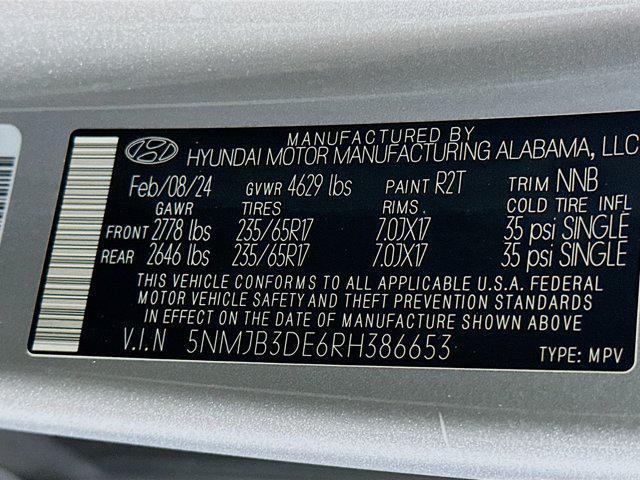 MANUFACTURED BY
HYUNDAI MOTOR MANUFACTURING ALABAMA, LLC
Feb/08/24 GVWR 4629 lbs PAINT R2T TRIM NNB
GAWR TIRES RIMS. COLD TIRE INFL
FRONT 2778 lbs 235/65R17 7.0JX17 35 psi SINGLE
REAR 2646 lbs 235/65R17 7.0JX17 35 psi SINGLE
THIS VEHICLE CONFORMS TO ALL APPLICABLE U.S.A. FEDERAL
MOTOR VEHICLE SAFETY AND THEFT PREVENTION STANDARDS
IN EFFECT ON THE DATE OF MANUFACTURE SHOWN ABOVE
V.I.N 5NMJB3DE6RH386653 TYPE: MPV